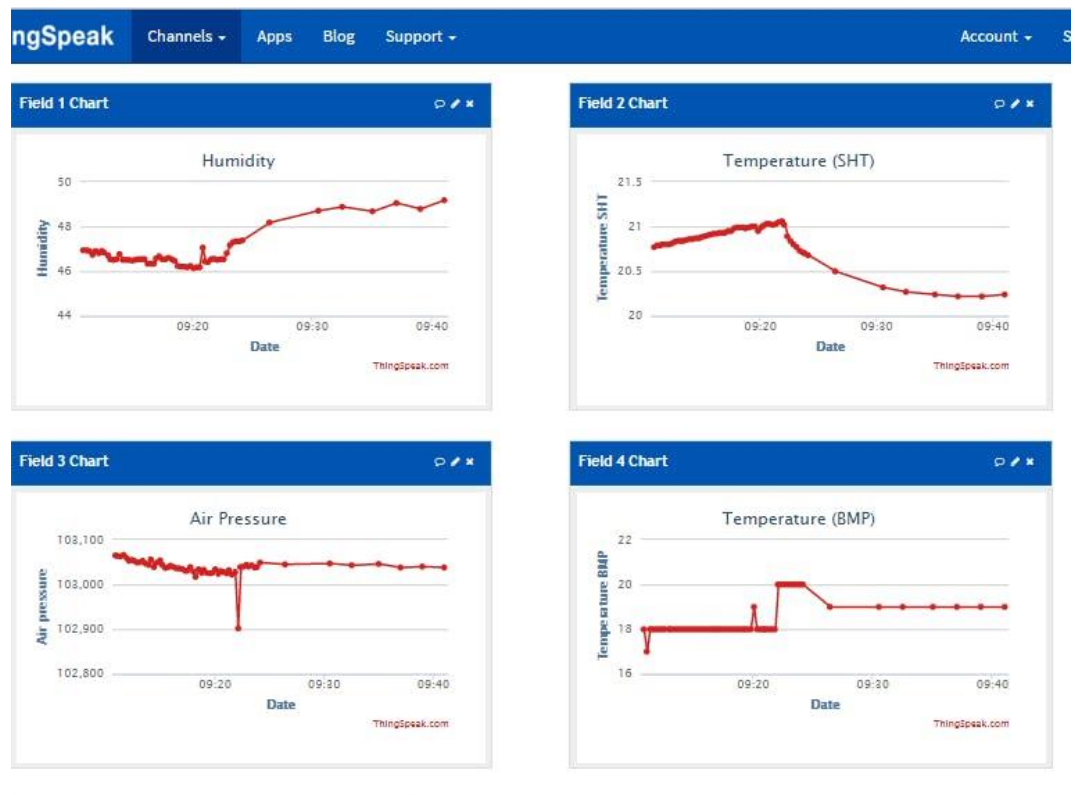 ngSpeak Channels Apps Blog Support Account S
Field 1 Chart
Humidity
50
48
46
44
Humidity
09:20 09:30 09:40
Date
ThingSpeak.com
Field 2 Chart
Temperature (SHT)
21.5
21
20.5
20
Temperature SHT
09:20 09:30 09:40
Date
ThingSpeak.com
Field 3 Chart
Air Pressure
103,100
103,000
102,900
102,800
Air pressure
09:20 09:30 09:40
Date
ThingSpeak.com
Field 4 Chart
Temperature (BMP)
22
20
18
16
Temperature BMP
09:20 09:30 09:40
Date
ThingSpeak.com